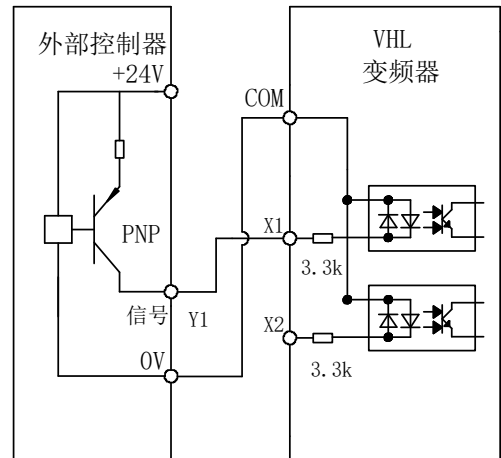 外部控制器
+24V
PNP
信号
Y1
0V
VHL
变频器
COM
X1
3.3k
X2
3.3k